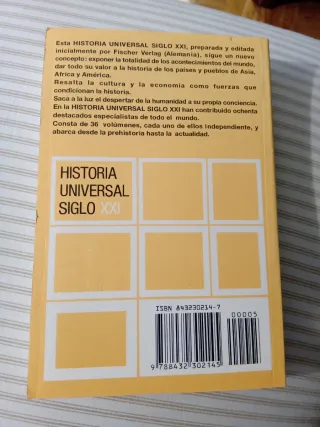 Esta HISTORIA UNIVERSAL SIGLO XXI, preparada y editada
inicialmente por Fischer Verlag (Alemania), sigue un nuevo
concepto: exponer la totalidad de los acontecimientos del mundo,
dar todo su valor a la historia de los países y pueblos de Asia,
Africa y América.
Resalta la cultura y la economía como fuerzas que
condicionan la historia.
Saca a la luz el despertar de la humanidad a su propia conciencia.
En la HISTORIA UNIVERSAL SIGLO XXI han contribuido ochenta
destacados especialistas de todo el mundo.
Consta de 36 volúmenes, cada uno de ellos independiente, y
abarca desde la prehistoria hasta la actualidad.
HISTORIA
UNIVERSAL
SIGLO XXI
ISBN 843230214-7
00005
9 788432 302145